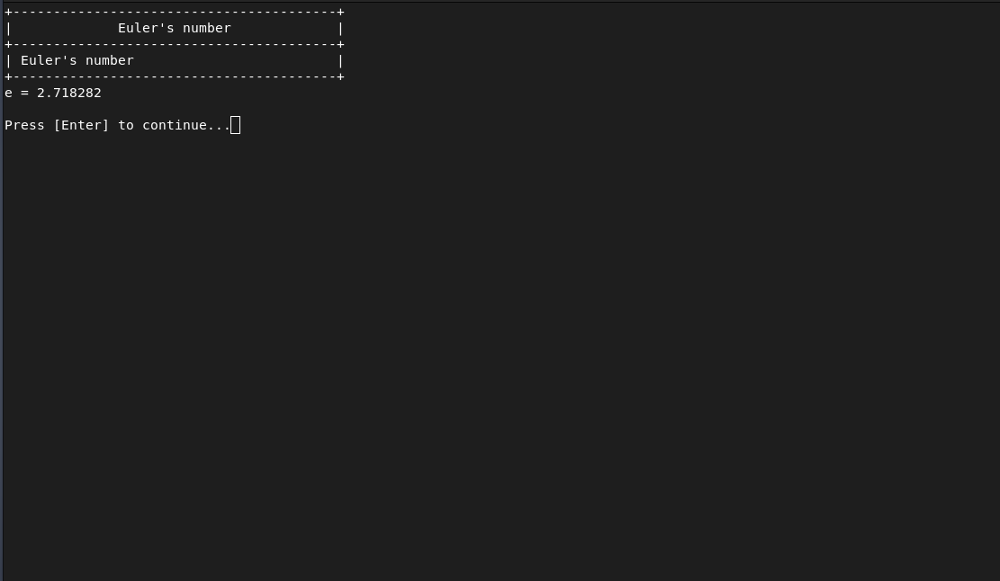 +----------------------------------------+
|             Euler's number             |
+----------------------------------------+
| Euler's number                         |
+----------------------------------------+
e = 2.718282
Press [Enter] to continue...